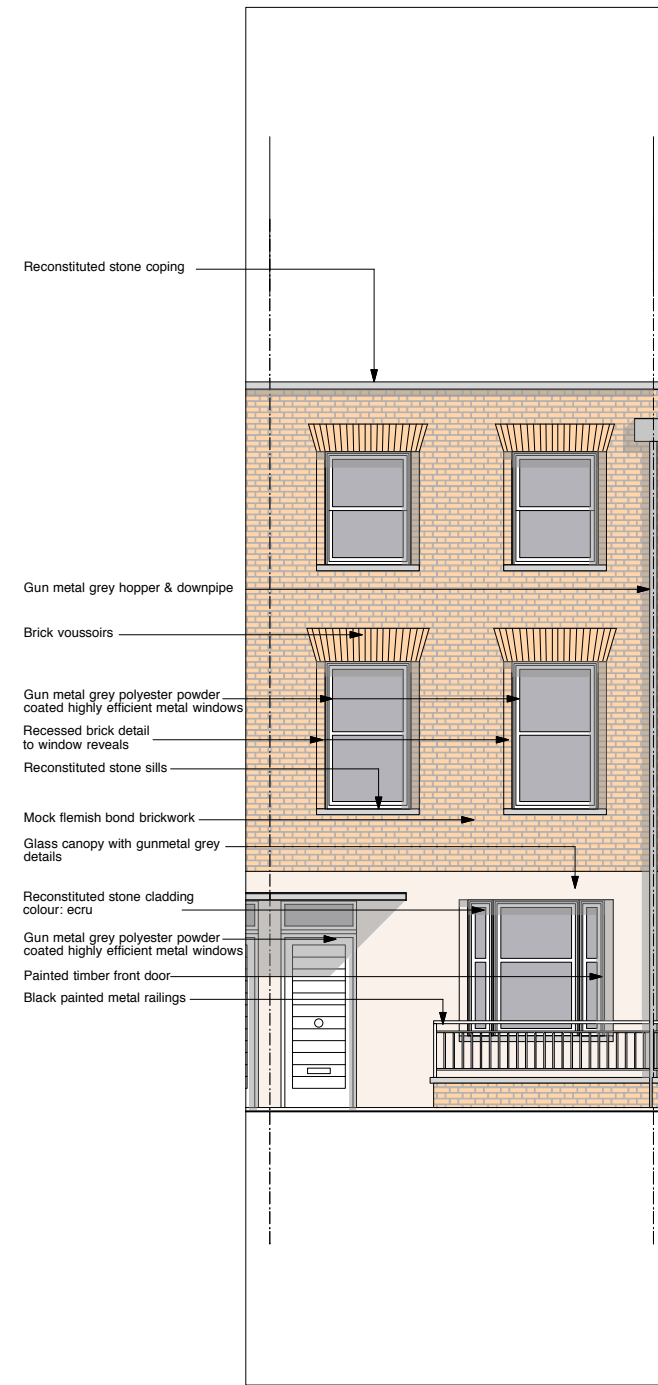 Reconstituted stone coping
Gun metal grey hopper & downpipe
Brick voussoirs
Gun metal grey polyester powder
coated highly efficient metal windows
Recessed brick detail
to window reveals
Reconstituted stone sills
Mock flemish bond brickwork
Glass canopy with gunmetal grey
details
Reconstituted stone cladding
colour: ecru
Gun metal grey polyester powder
coated highly efficient metal windows
Painted timber front door
Black painted metal railings